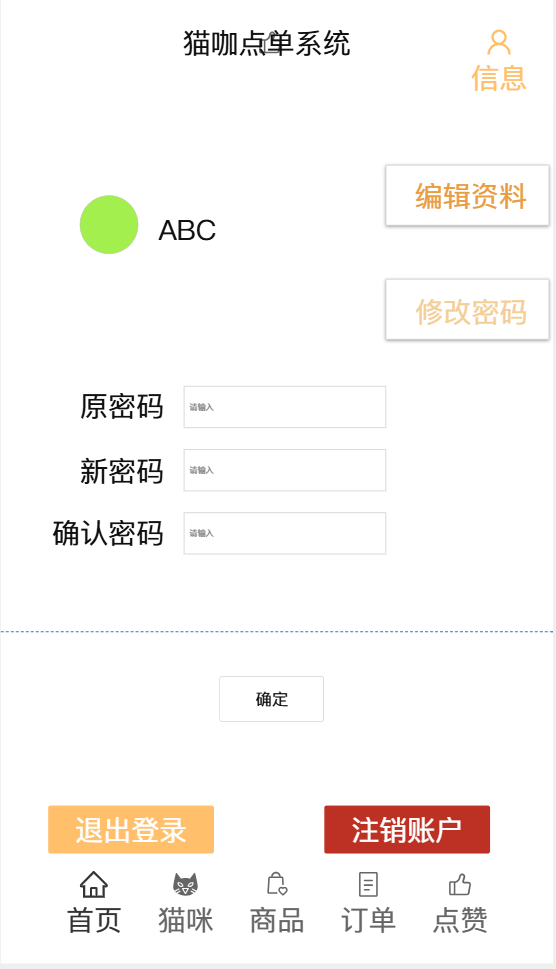 猫咖点单系统
信息
编辑资料
ABC
修改密码
原密码 请输入
新密码 请输入
确认密码 请输入
确定
退出登录 注销账户
首页 猫咪 商品 订单 点赞